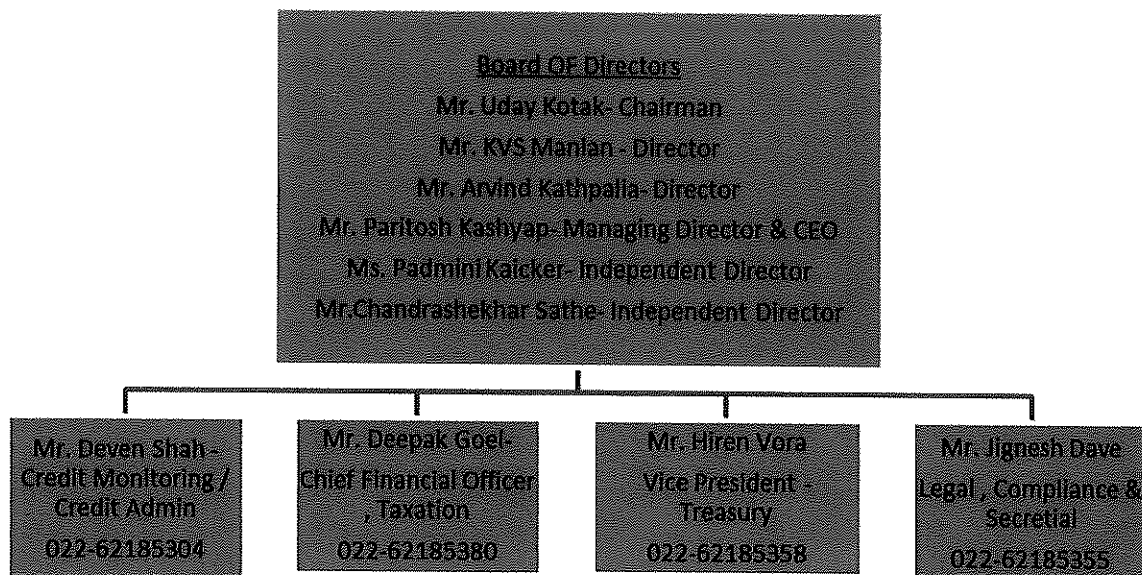 Board OF Directors
Mr. Uday Kotak- Chairman
Mr. KVS Manian - Director
Mr. Arvind Kathpalia- Director
Mr. Paritosh Kashyap- Managing Director & CEO
Ms. Padmini Kaicker- Independent Director
Mr.Chandrashekhar Sathe- Independent Director
Mr. Deven Shah -
Credit Monitoring /
Credit Admin
022-62185304
Mr. Deepak Goel-
Chief Financial Officer
, Taxation
022-62185380
Mr. Hiren Vora
Vice President -
Treasury
022-62185358
Mr. Jignesh Dave
Legal , Compliance &
Secretial
022-62185355